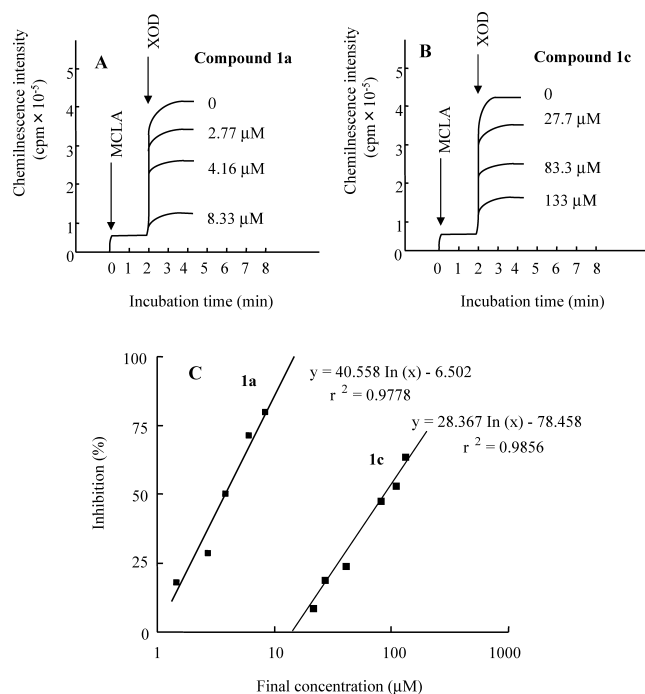 A
XOD
Compound 1a
MCLA
0
2.77 µM
4.16 µM
8.33 µM
5
4
3
2
1
0
Chemilnescence intensity
(cpm × 10-5)
0 1 2 3 4 5 6 7 8
Incubation time (min)
B
XOD
Compound 1c
MCLA
0
27.7 µM
83.3 µM
133 µM
5
4
3
2
1
0
Chemilnescence intensity
(cpm × 10-5)
0 1 2 3 4 5 6 7 8
Incubation time (min)
C
1a
y = 40.558 In (x) - 6.502
r 2 = 0.9778
y = 28.367 In (x) - 78.458
r 2 = 0.9856
1c
100
75
50
25
0
Inhibition (%)
1 10 100 1000
Final concentration (µM)